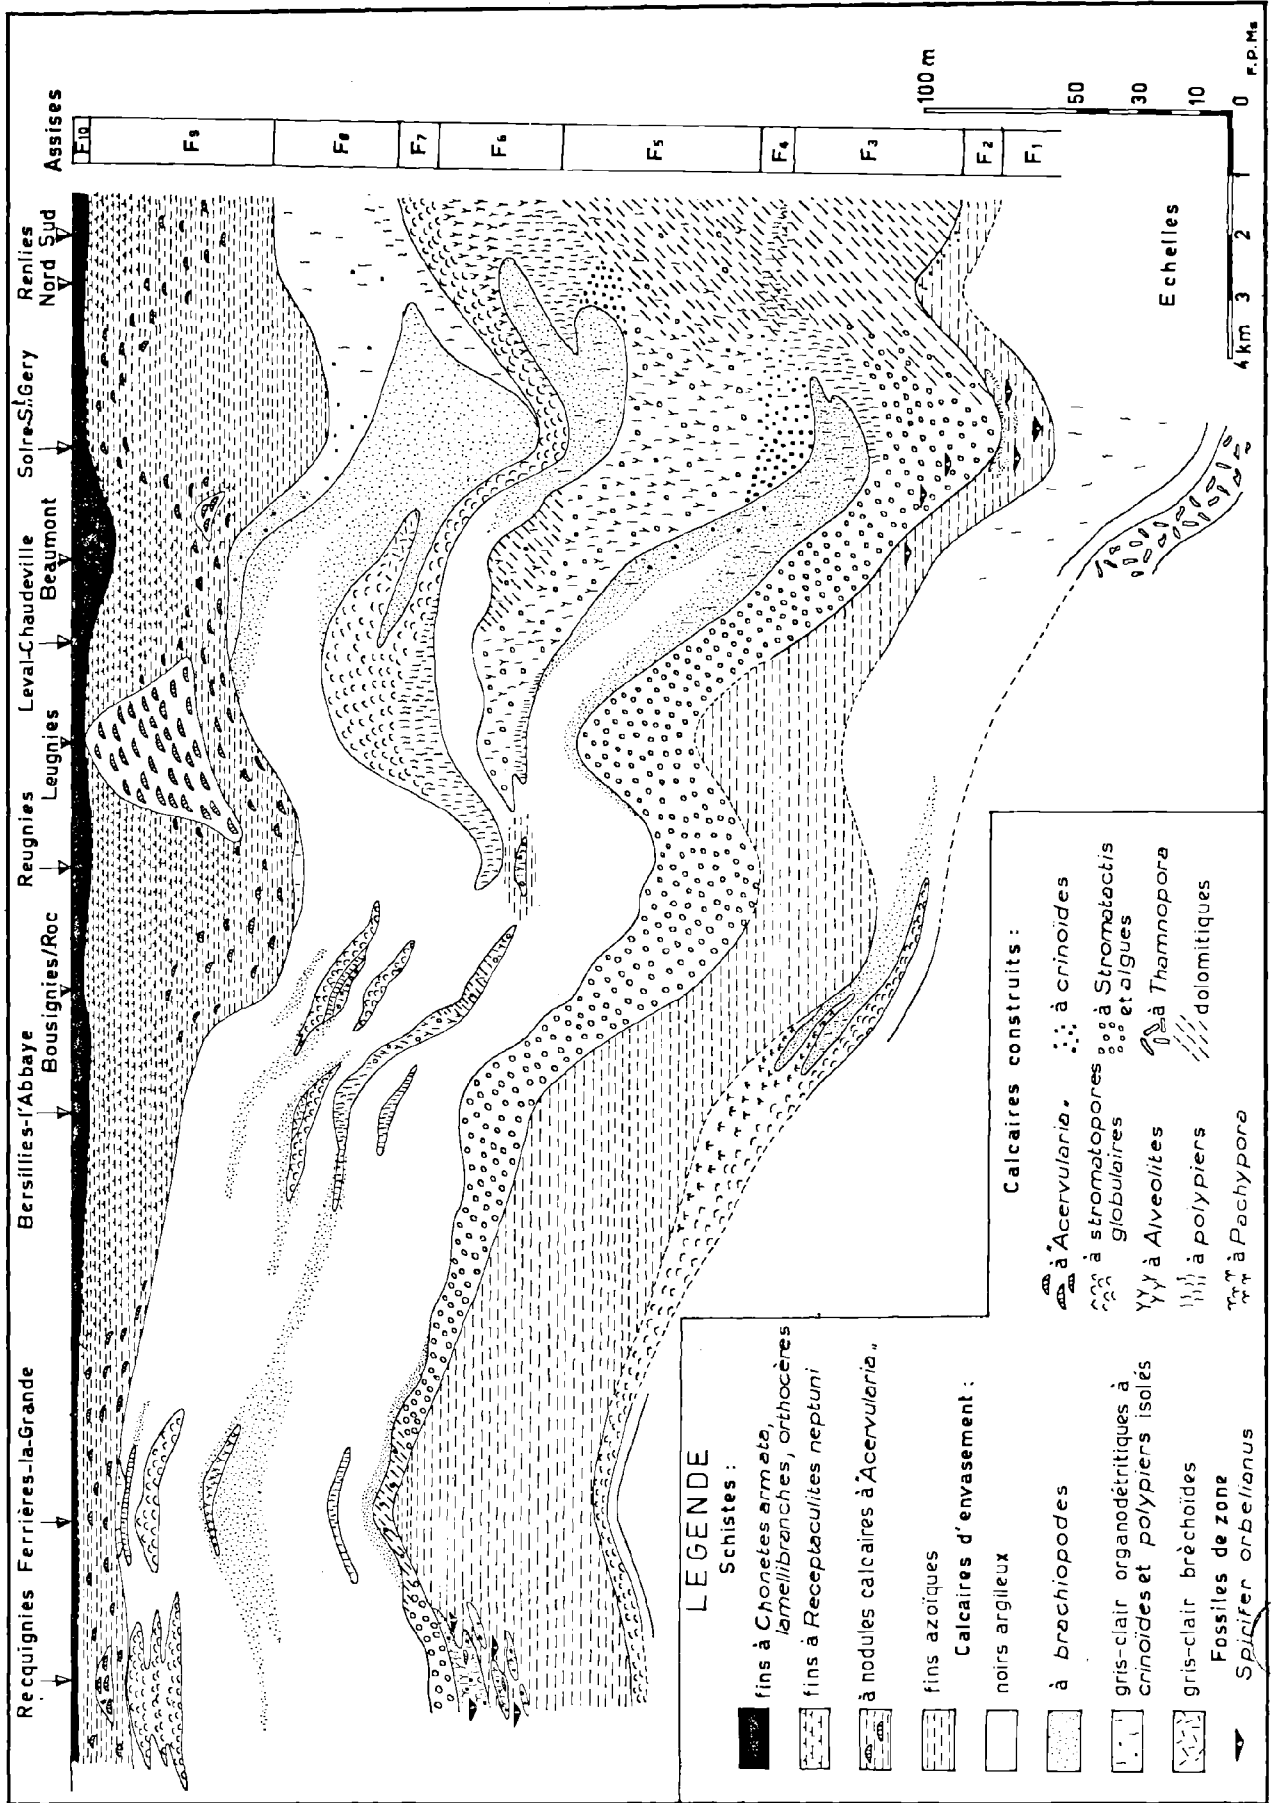 Recquignies
Ferrières-la-Grande
Bersillies-l'Abbaye
Bousignies/Roc
Reugnies
Leugnies
Leval-Chaudeville
Beaumont
Solre-St Gery
Renlies
Nord Sud
Assises
F10
F9
F8
F7
F6
F5
F4
F3
F2
F1
100 m
50
30
10
0
1
2
3
4 km
Echelles
F.P.Ms
LEGENDE
Schistes :
fins à Chonetes armata,
lamellibranches, orthocères
fins à Receptaculites neptuni
à nodules calcaires à "Acervularia"
fins azoïques
Calcaires d'envasement :
noirs argileux
à brachiopodes
gris-clair organodétritiques à
crinoides et polypiers isolés
gris-clair brèchoides
Fossiles de zone
Spirifer orbelianus
Calcaires construits :
à "Acervularia"
à stromatopores
globulaires
à Alveolites
à polypiers
à Pachypora
à crinoides
à Stromatactis
et algues
à Thamnopora
dolomitiques